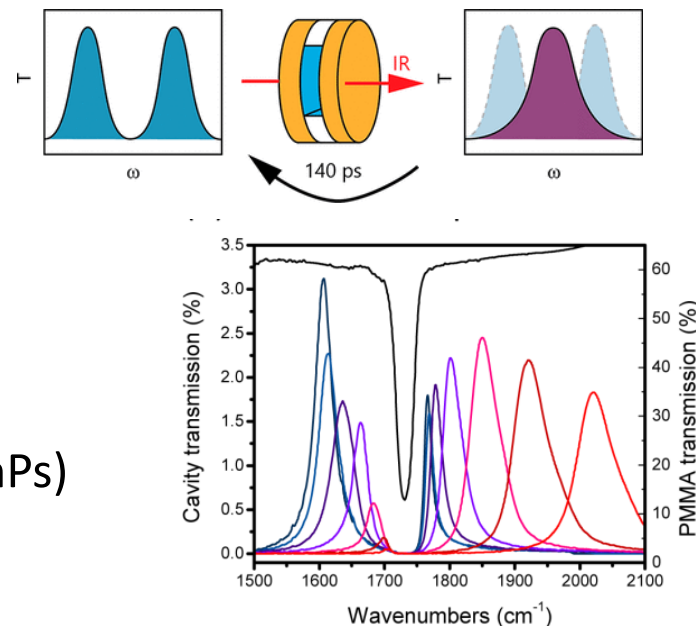 T
ω
IR
140 ps
T
ω
aPs)
Cavity transmission (%)
3.5
3.0
2.5
2.0
1.5
1.0
0.5
0.0
60
50
40
30
20
10
0
PMMA transmission (%)
1500 1600 1700 1800 1900 2000 2100
Wavenumbers (cm⁻¹)